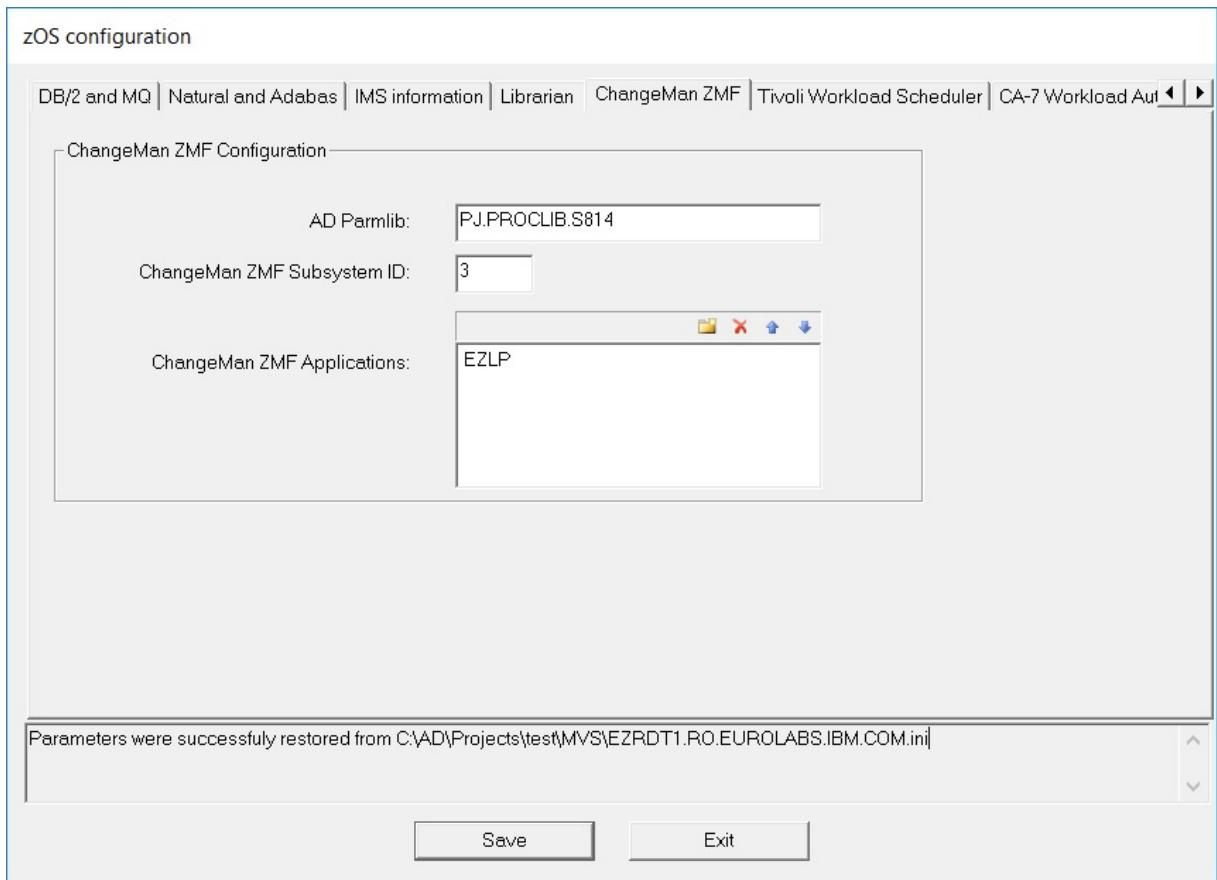 zOS configuration
DB/2 and MQ Natural and Adabas IMS information Librarian ChangeMan ZMF Tivoli Workload Scheduler CA-7 Workload Aut
ChangeMan ZMF Configuration
AD Parmlib: PJ.PROCLIB.S814
ChangeMan ZMF Subsystem ID: 3
ChangeMan ZMF Applications: EZLP
Parameters were successfuly restored from C:\AD\Projects\test\MVS\EZRDT1.RO.EUROLABS.IBM.COM.ini
Save Exit